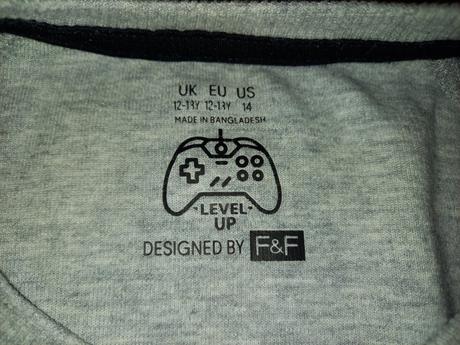 UK EU US
12-13Y 12-13Y 14
MADE IN BANGLADESH
LEVEL
UP
DESIGNED BY F&F